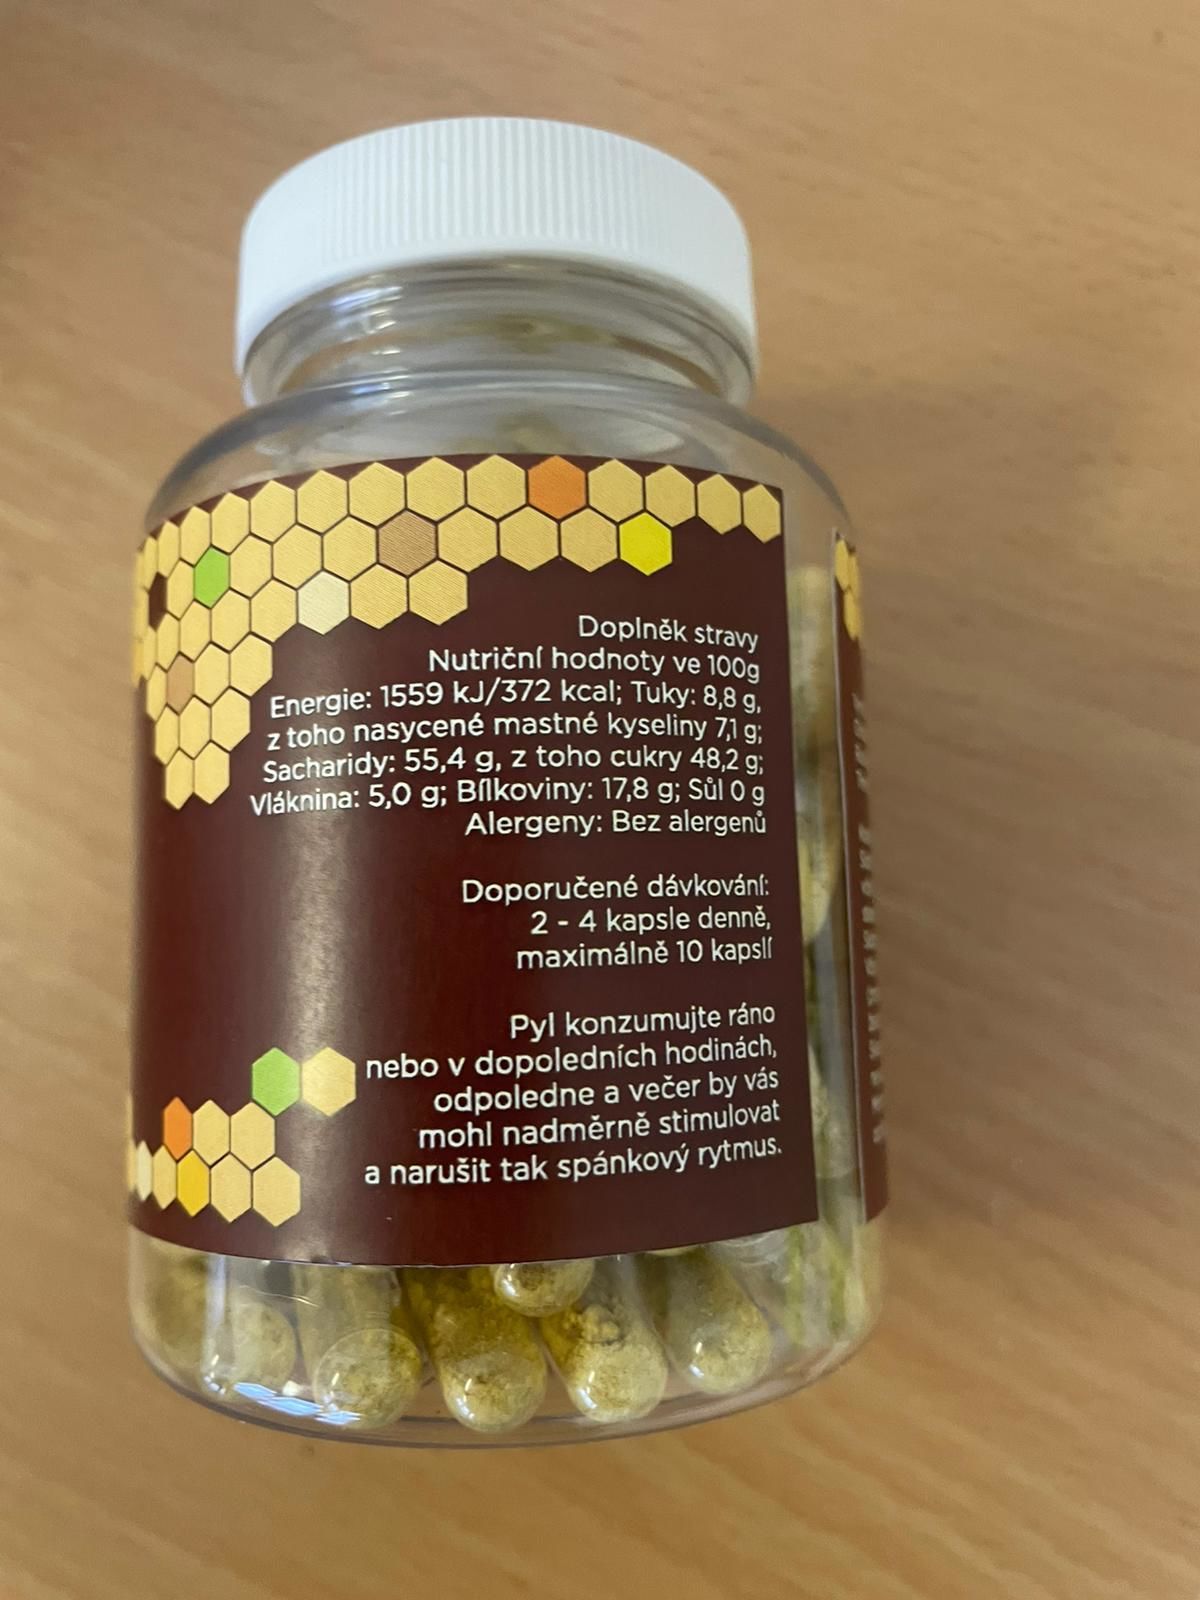 Doplněk stravy
Nutriční hodnoty ve 100g
Energie: 1559 kJ/372 kcal; Tuky: 8,8 g,
z toho nasycené mastné kyseliny 7,1 g;
Sacharidy: 55,4 g, z toho cukry 48,2 g;
Vláknina: 5,0 g; Bílkoviny: 17,8 g; Sůl 0 g
Alergeny: Bez alergenů
Doporučené dávkování:
2 - 4 kapsle denně,
maximálně 10 kapslí
Pyl konzumujte ráno
nebo v dopoledních hodinách,
odpoledne a večer by vás
mohl nadměrně stimulovat
a narušit tak spánkový rytmus.